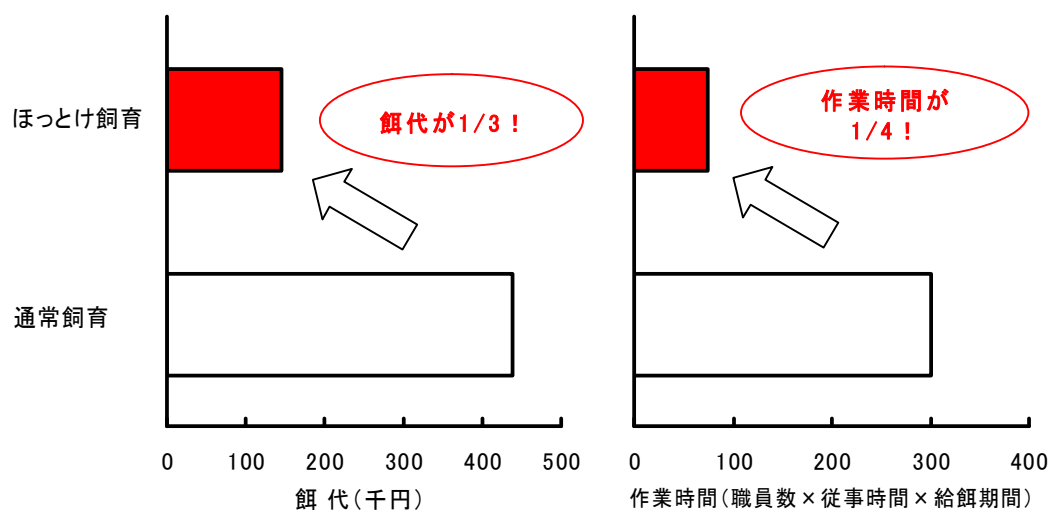 ほっとけ飼育
通常飼育
餌代が1/3！
作業時間が
1/4！
0 100 200 300 400 500
餌 代（千円）
0 100 200 300 400
作業時間（職員数×従事時間×給餌期間）